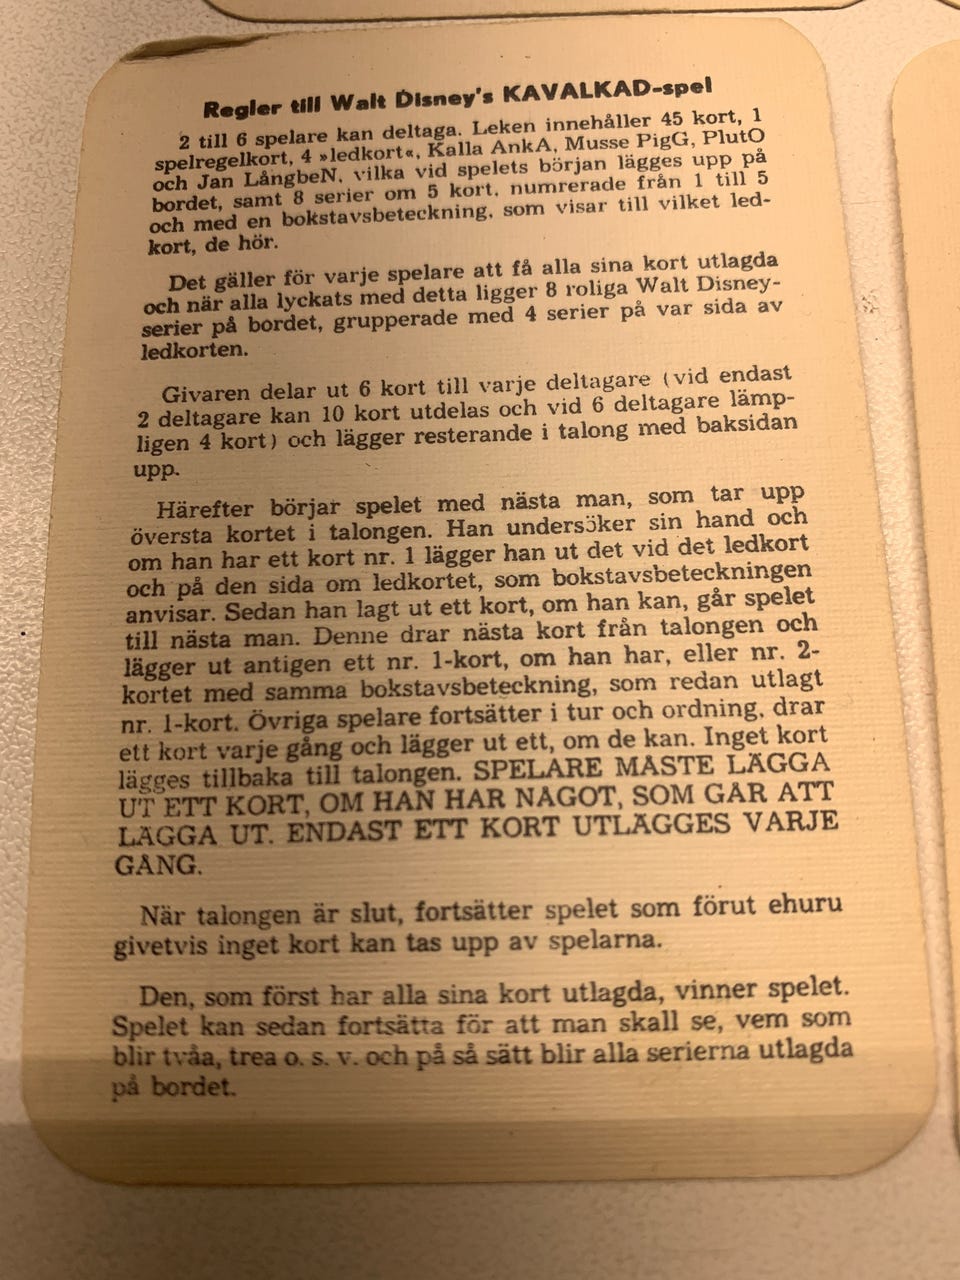 Regler till Walt Disney's KAVALKAD-spel
2 till 6 spelare kan deltaga. Leken innehåller 45 kort, 1
spelregelkort, 4 »ledkort«, Kalla AnkA, Musse PigG, PlutO
och Jan LångbeN, vilka vid spelets början lägges upp på
bordet, samt 8 serier om 5 kort, numrerade från 1 till 5
och med en bokstavsbeteckning, som visar till vilket led-
kort, de hör.
Det gäller för varje spelare att få alla sina kort utlagda
och när alla lyckats med detta ligger 8 roliga Walt Disney-
serier på bordet, grupperade med 4 serier på var sida av
ledkorten.
Givaren delar ut 6 kort till varje deltagare (vid endast
2 deltagare kan 10 kort utdelas och vid 6 deltagare lämp-
ligen 4 kort) och lägger resterande i talong med baksidan
upp.
Härefter börjar spelet med nästa man, som tar upp
översta kortet i talongen. Han undersöker sin hand och
om han har ett kort nr. 1 lägger han ut det vid det ledkort
och på den sida om ledkortet, som bokstavsbeteckningen
anvisar. Sedan han lagt ut ett kort, om han kan, går spelet
till nästa man. Denne drar nästa kort från talongen och
lägger ut antigen ett nr. 1-kort, om han har, eller nr. 2-
kortet med samma bokstavsbeteckning, som redan utlagt
nr. 1-kort. Övriga spelare fortsätter i tur och ordning, drar
ett kort varje gång och lägger ut ett, om de kan. Inget kort
lägges tillbaka till talongen. SPELARE MÅSTE LÄGGA
UT ETT KORT, OM HAN HAR NÅGOT, SOM GÅR ATT
LÄGGA UT. ENDAST ETT KORT UTLÄGGES VARJE
GÅNG.
När talongen är slut, fortsätter spelet som förut ehuru
givetvis inget kort kan tas upp av spelarna.
Den, som först har alla sina kort utlagda, vinner spelet.
Spelet kan sedan fortsätta för att man skall se, vem som
blir tvåa, trea o. s. v. och på så sätt blir alla serierna utlagda
på bordet.